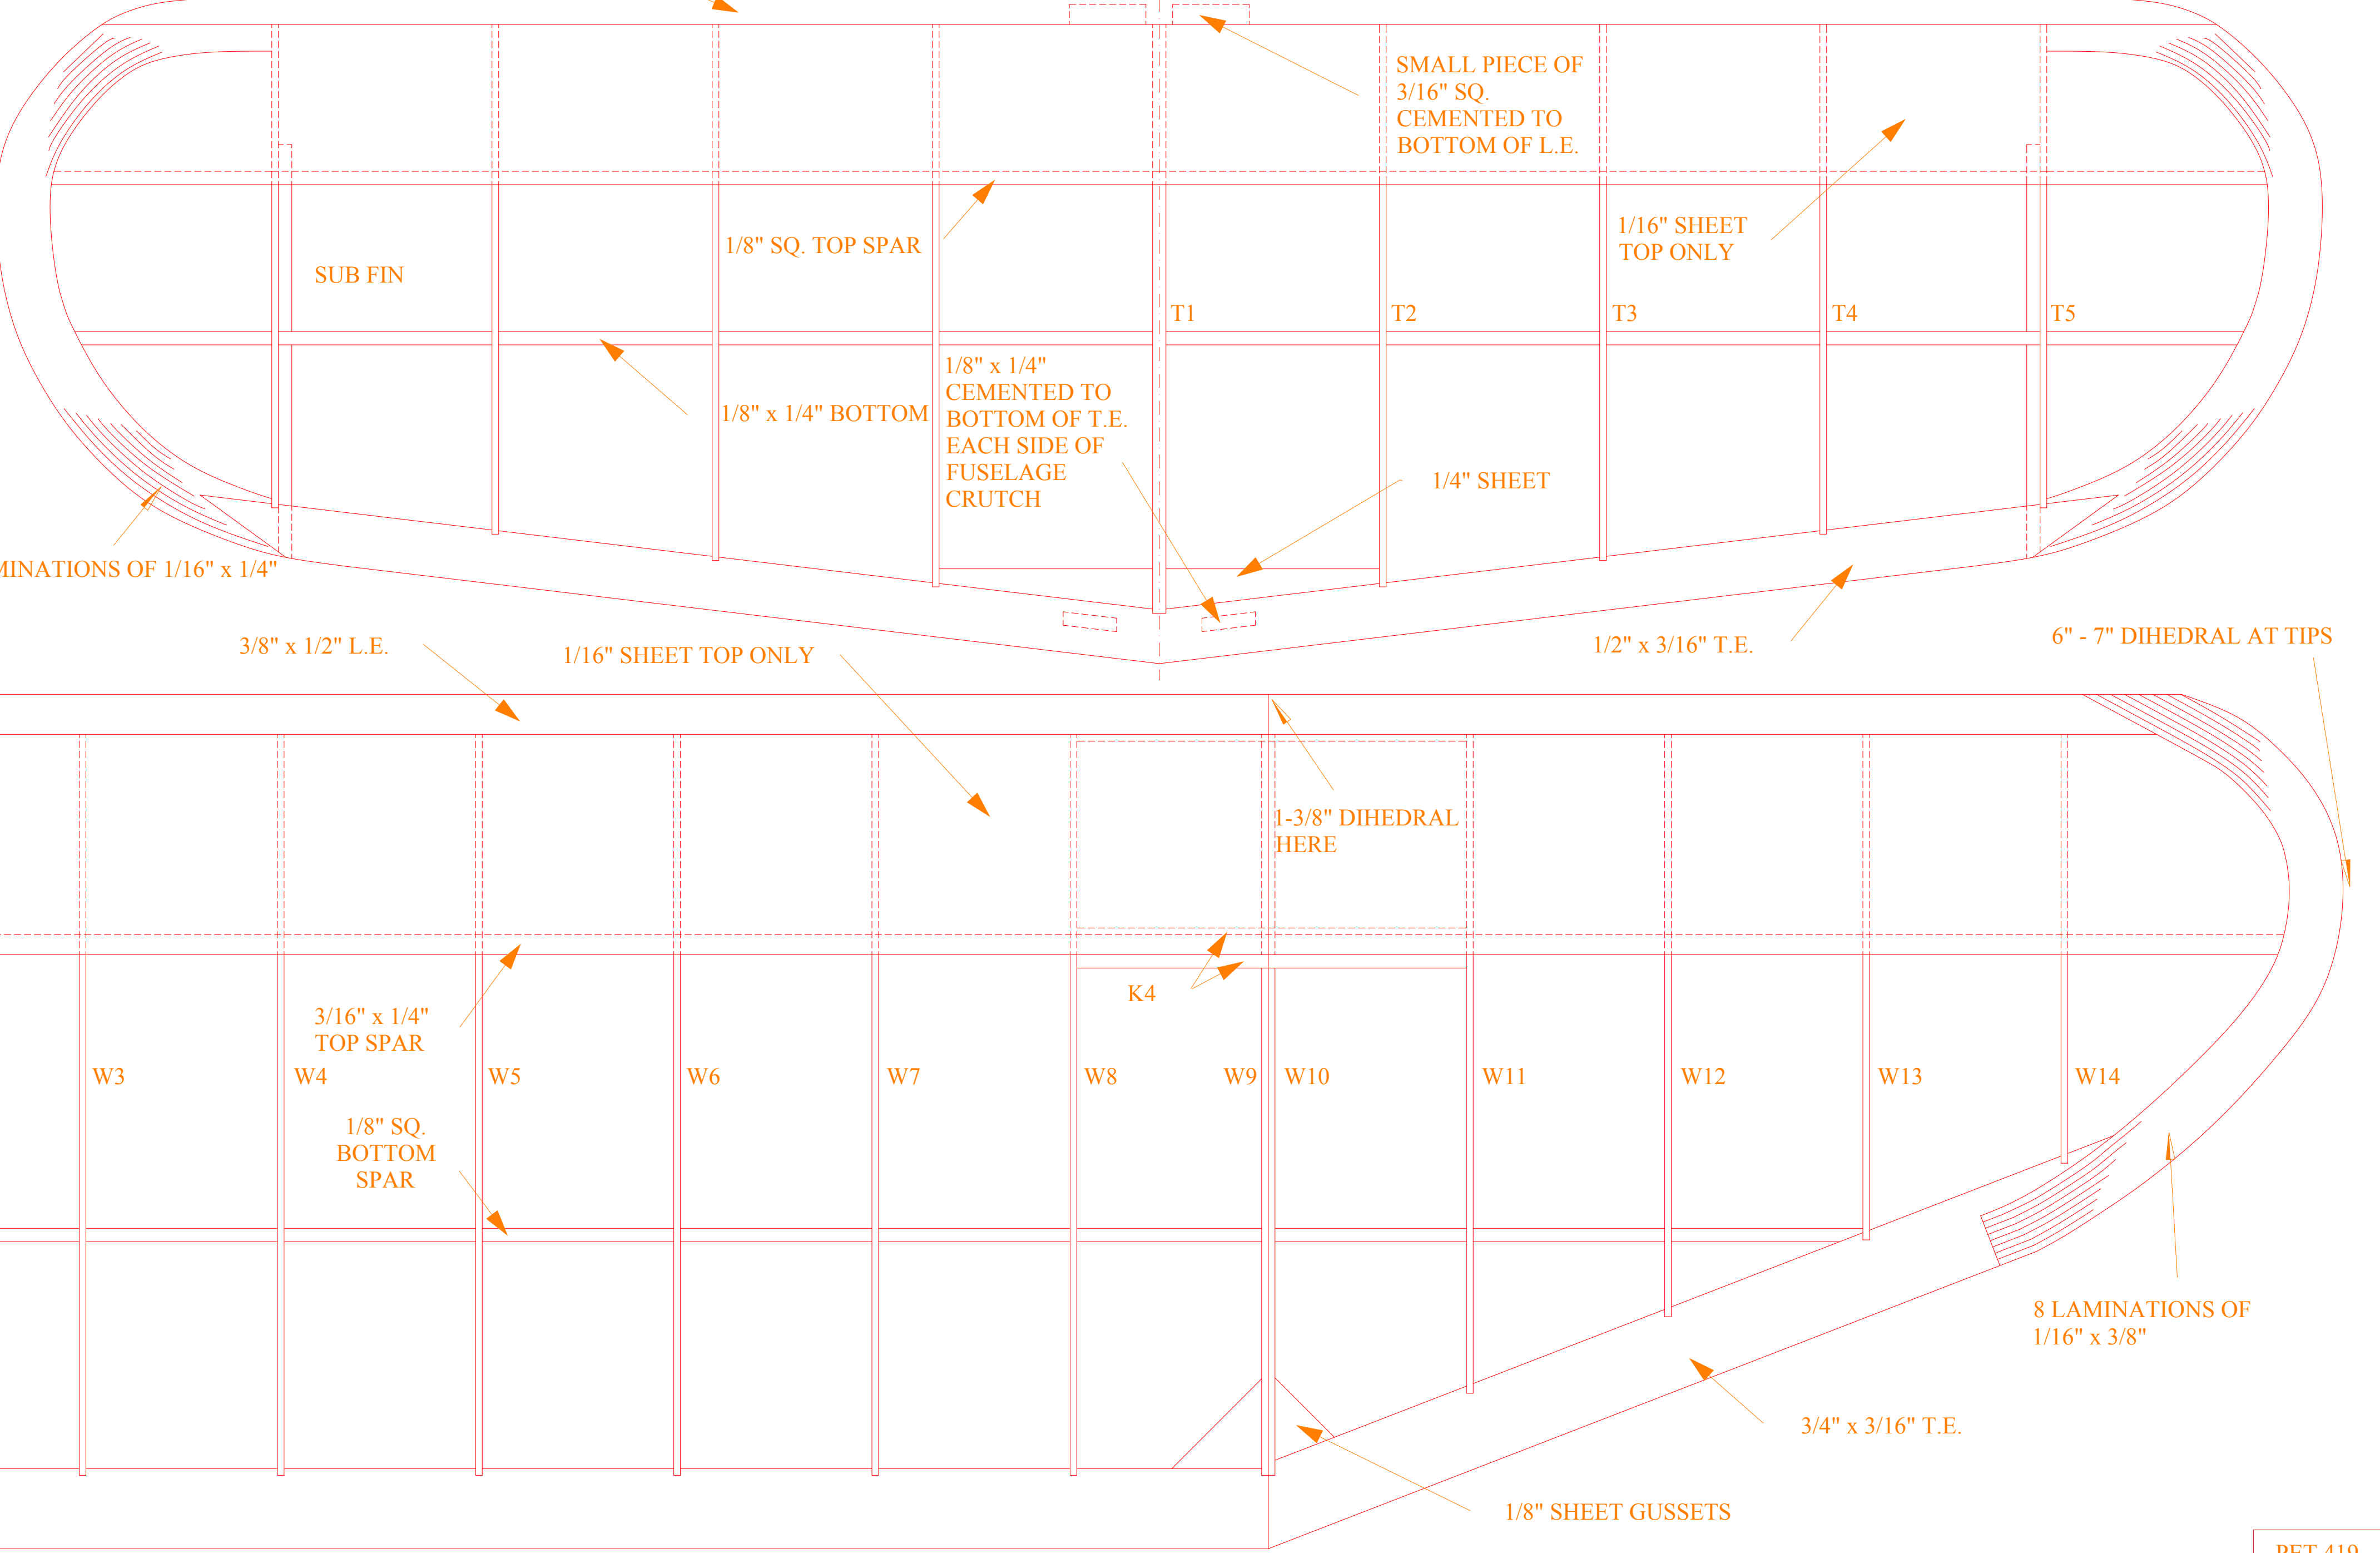 SMALL PIECE OF
3/16" SQ.
CEMENTED TO
BOTTOM OF L.E.
1/8" SQ. TOP SPAR
1/16" SHEET
TOP ONLY
SUB FIN
T1
T2
T3
T4
T5
1/8" x 1/4"
CEMENTED TO
BOTTOM OF T.E.
EACH SIDE OF
FUSELAGE
CRUTCH
1/8" x 1/4" BOTTOM
1/4" SHEET
OF 1/16" x 1/4"
3/8" x 1/2" L.E.
1/16" SHEET TOP ONLY
1/2" x 3/16" T.E.
6" - 7" DIHEDRAL AT TIPS
1-3/8" DIHEDRAL
HERE
K4
3/16" x 1/4"
TOP SPAR
W3
W4
W5
W6
W7
W8
W9
W10
W11
W12
W13
W14
1/8" SQ.
BOTTOM
SPAR
8 LAMINATIONS OF
1/16" x 3/8"
3/4" x 3/16" T.E.
1/8" SHEET GUSSETS